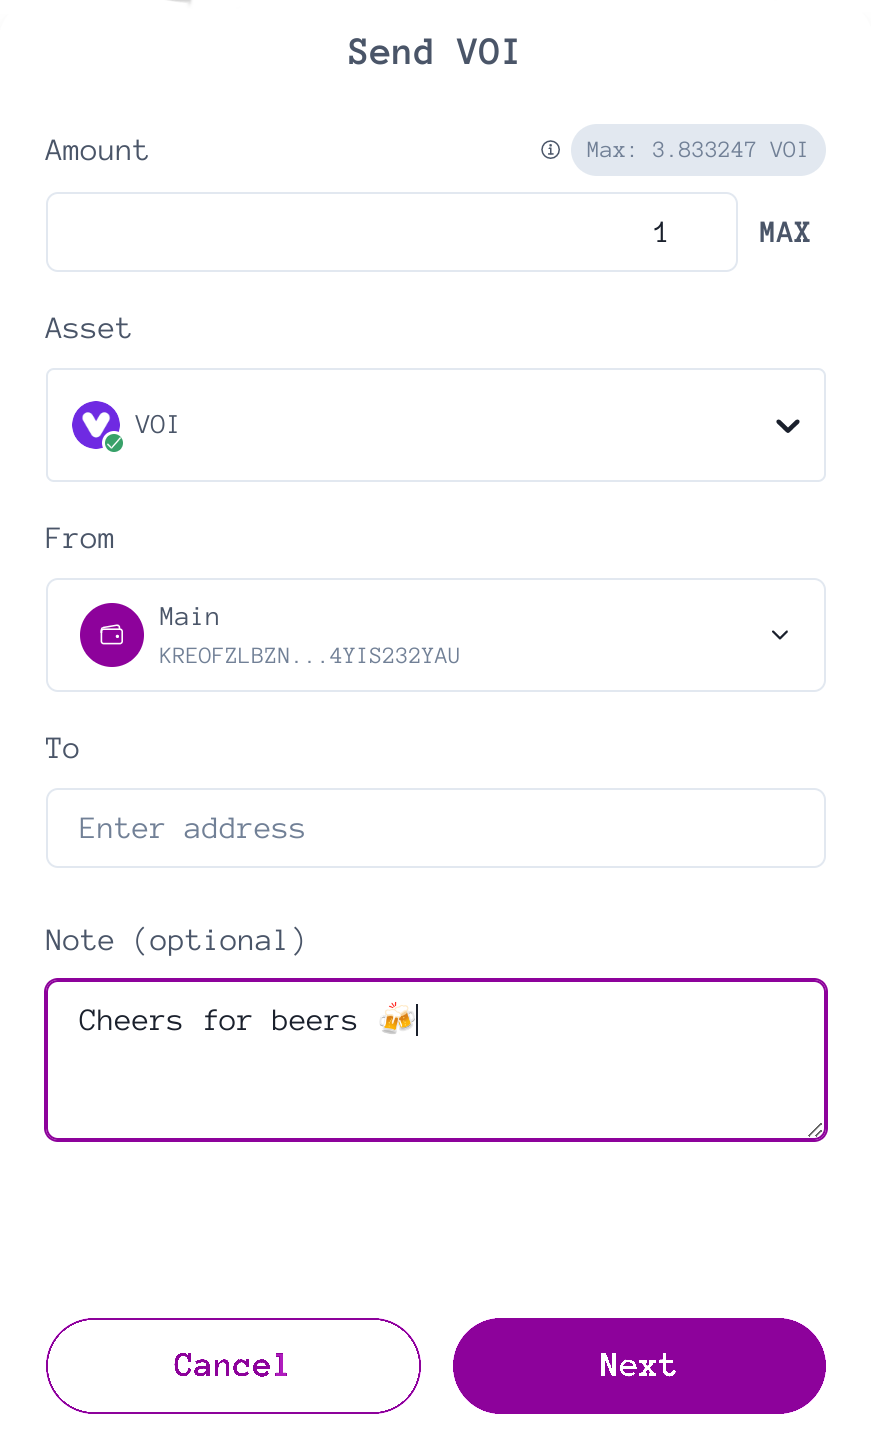 Send VOI
Amount
Max: 3.833247 VOI
1
MAX
Asset
VOI
From
Main
KREOFZLBZN...4YIS232YAU
To
Enter address
Note (optional)
Cheers for beers 🍻
Cancel
Next